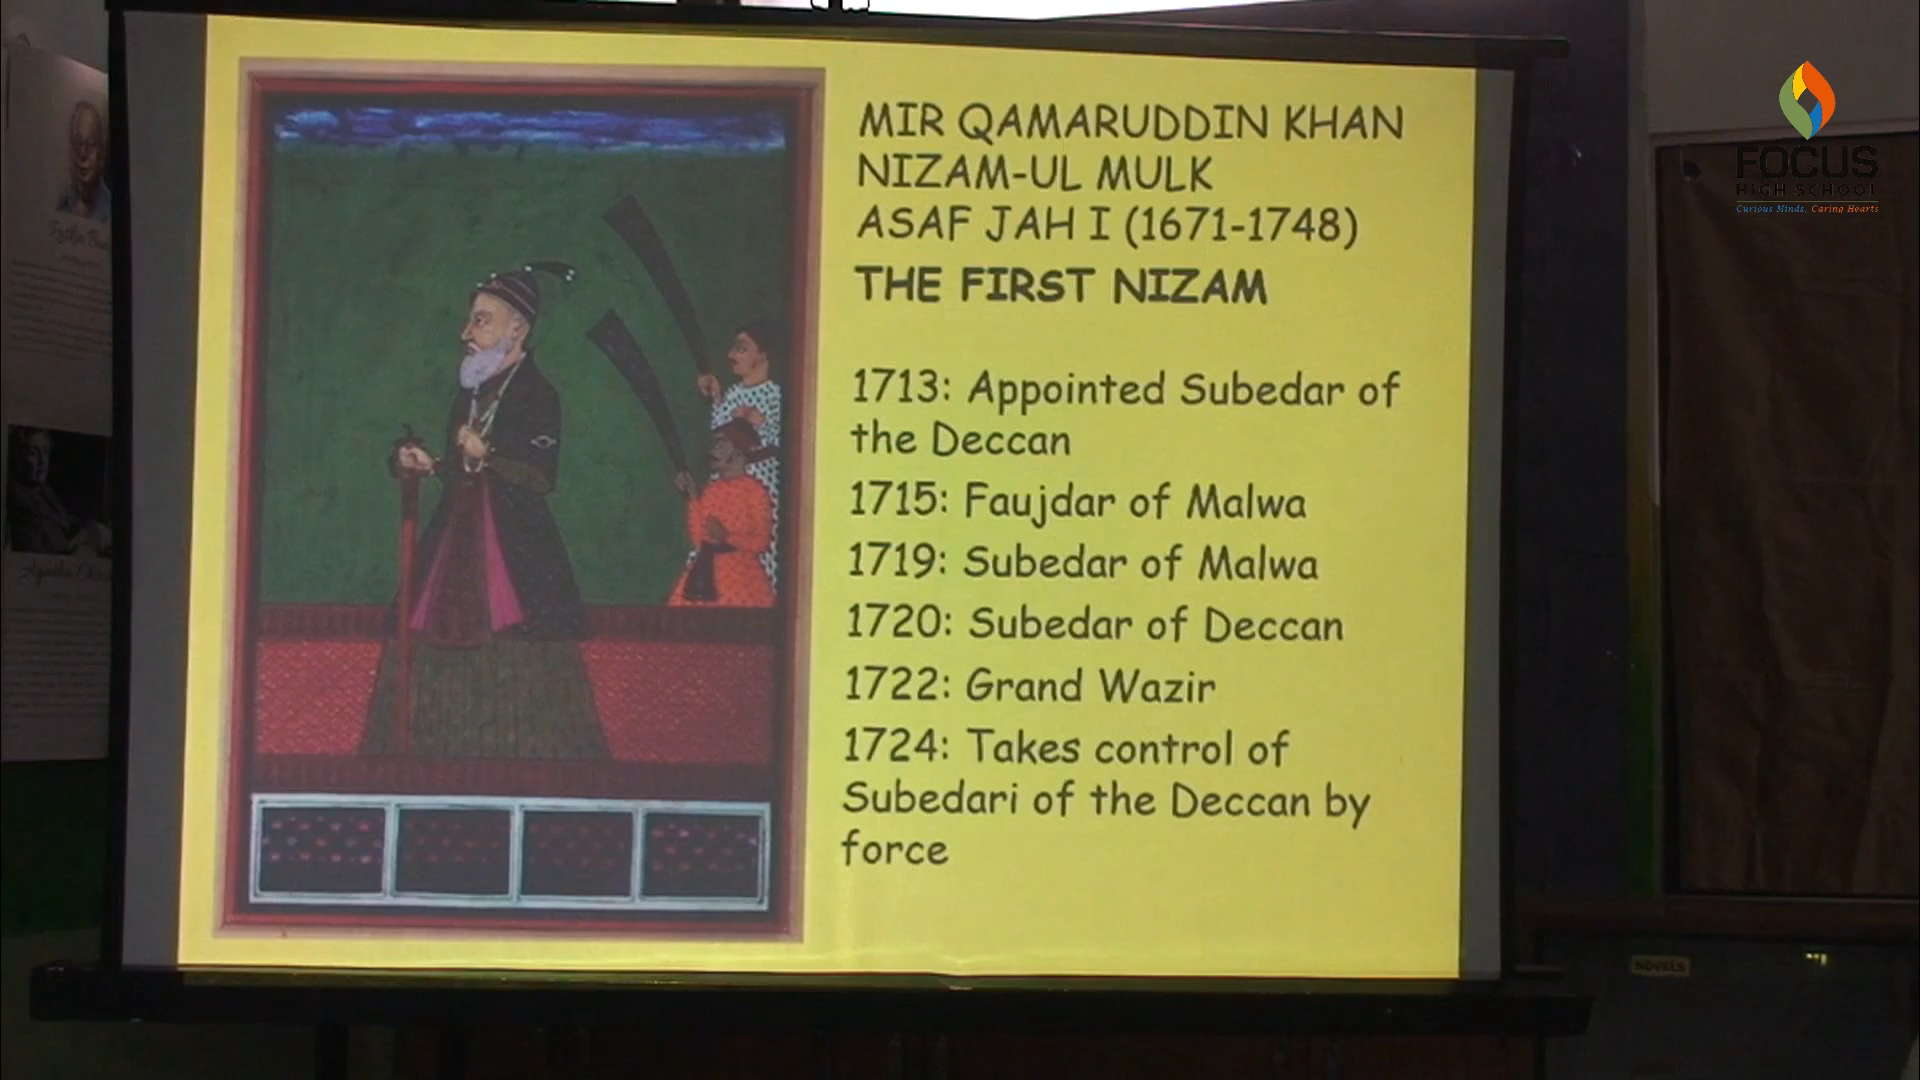 MIR QAMARUDDIN KHAN
NIZAM-UL MULK
ASAF JAH I (1671-1748)
THE FIRST NIZAM
1713: Appointed Subedar of
the Deccan
1715: Faujdar of Malwa
1719: Subedar of Malwa
1720: Subedar of Deccan
1722: Grand Wazir
1724: Takes control of
Subedari of the Deccan by
force
FOCUS
HIGH SCHOOL
Curious Minds, Caring Hearts
NOVELS